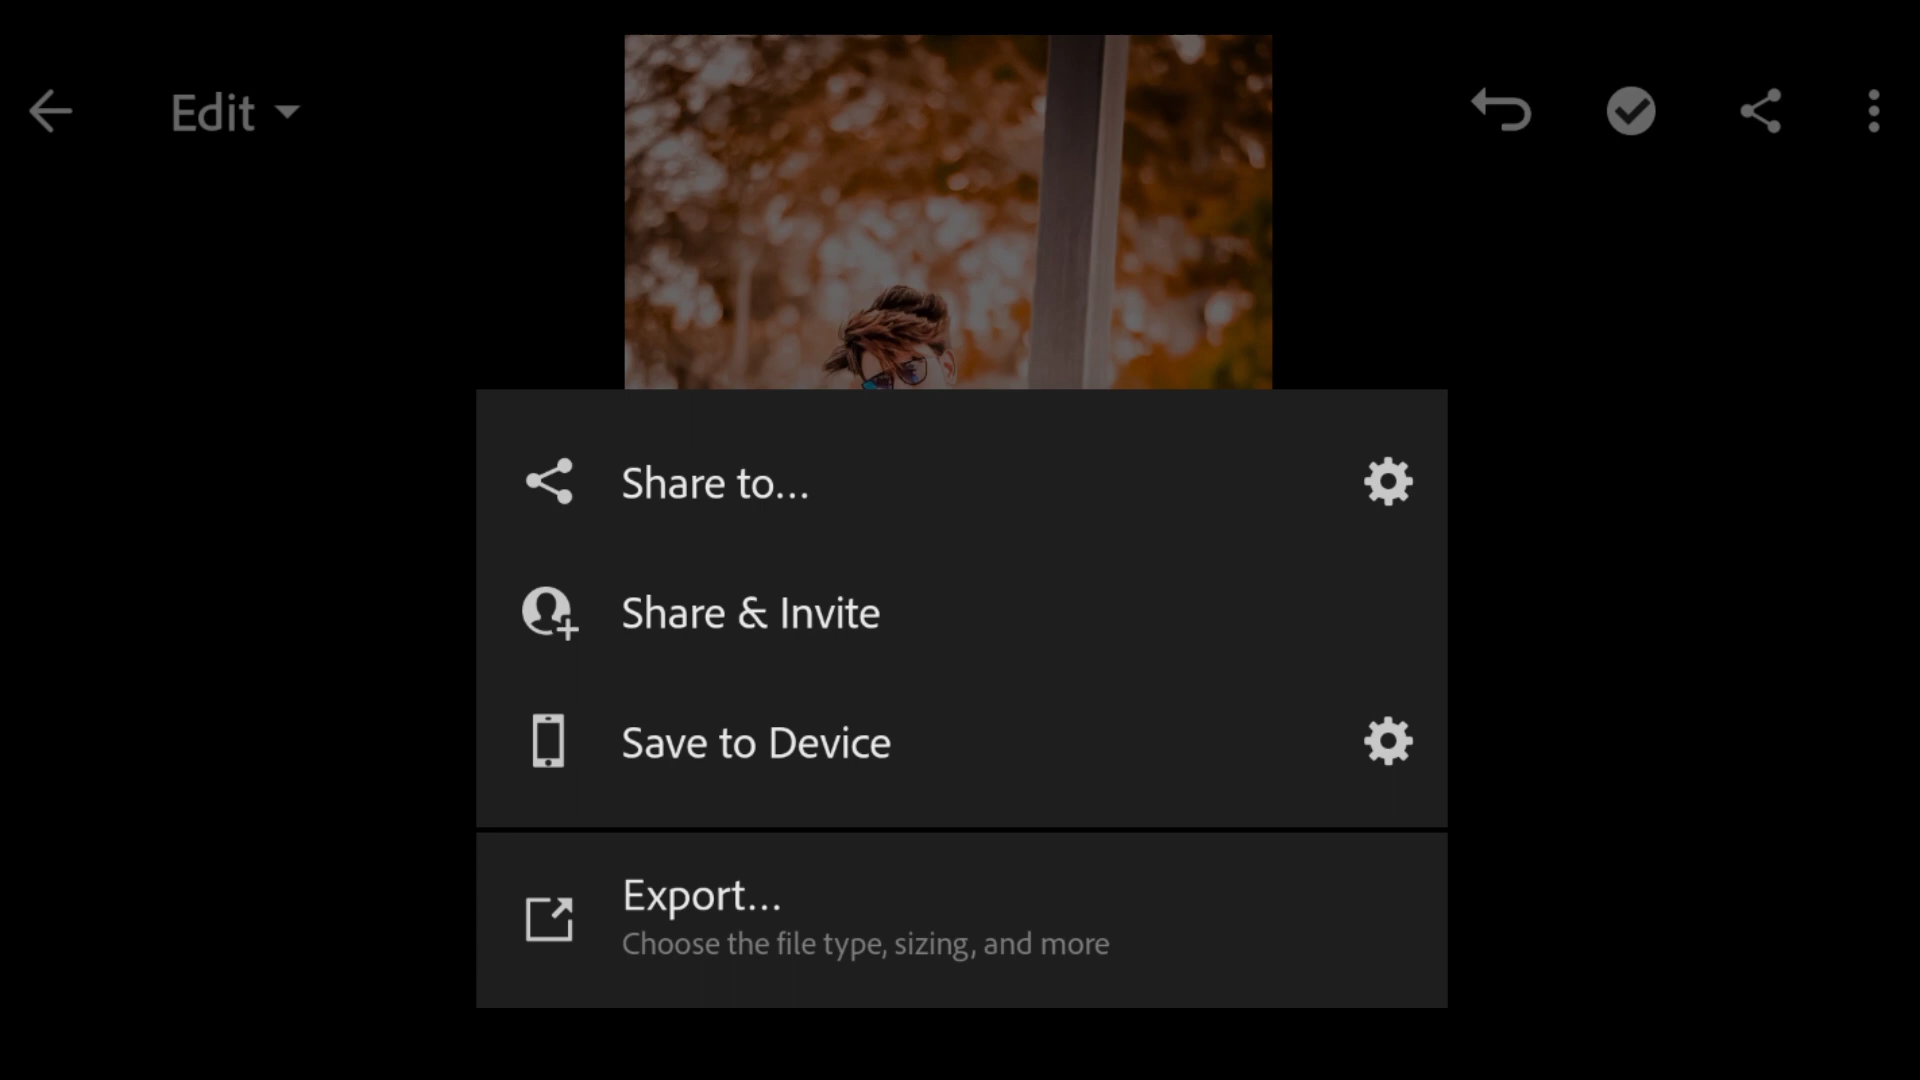 Edit
Share to...
Share & Invite
Save to Device
Export...
Choose the file type, sizing, and more